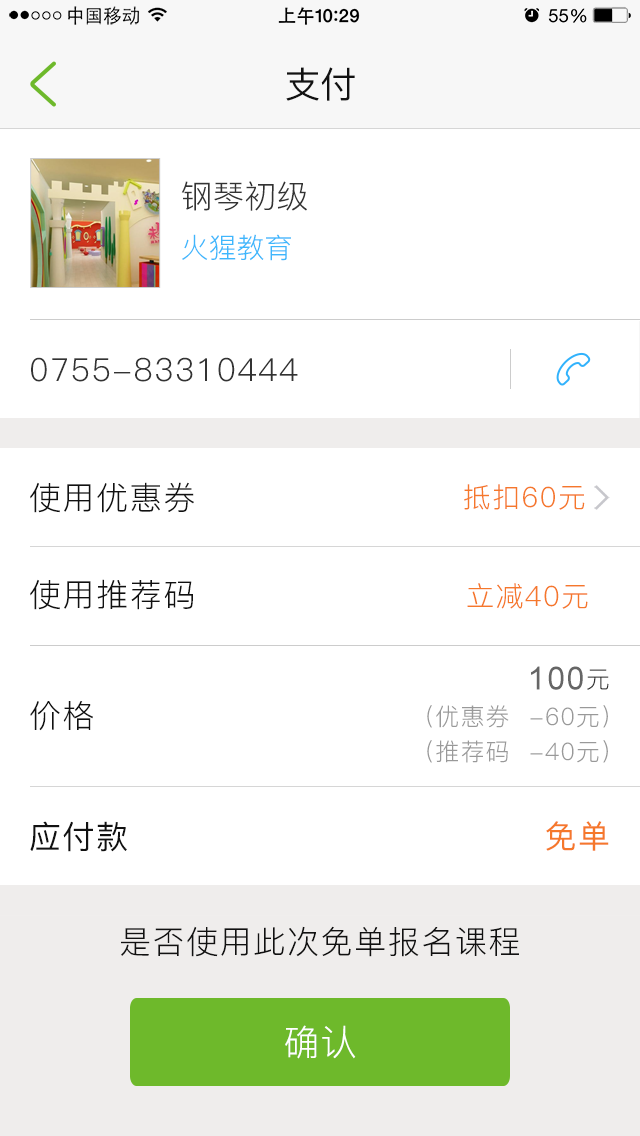 中国移动 上午10:29 55%
支付
钢琴初级
火猩教育
0755-83310444
使用优惠券 抵扣60元
使用推荐码 立减40元
100元
价格 (优惠券 -60元)
(推荐码 -40元)
应付款 免单
是否使用此次免单报名课程
确认